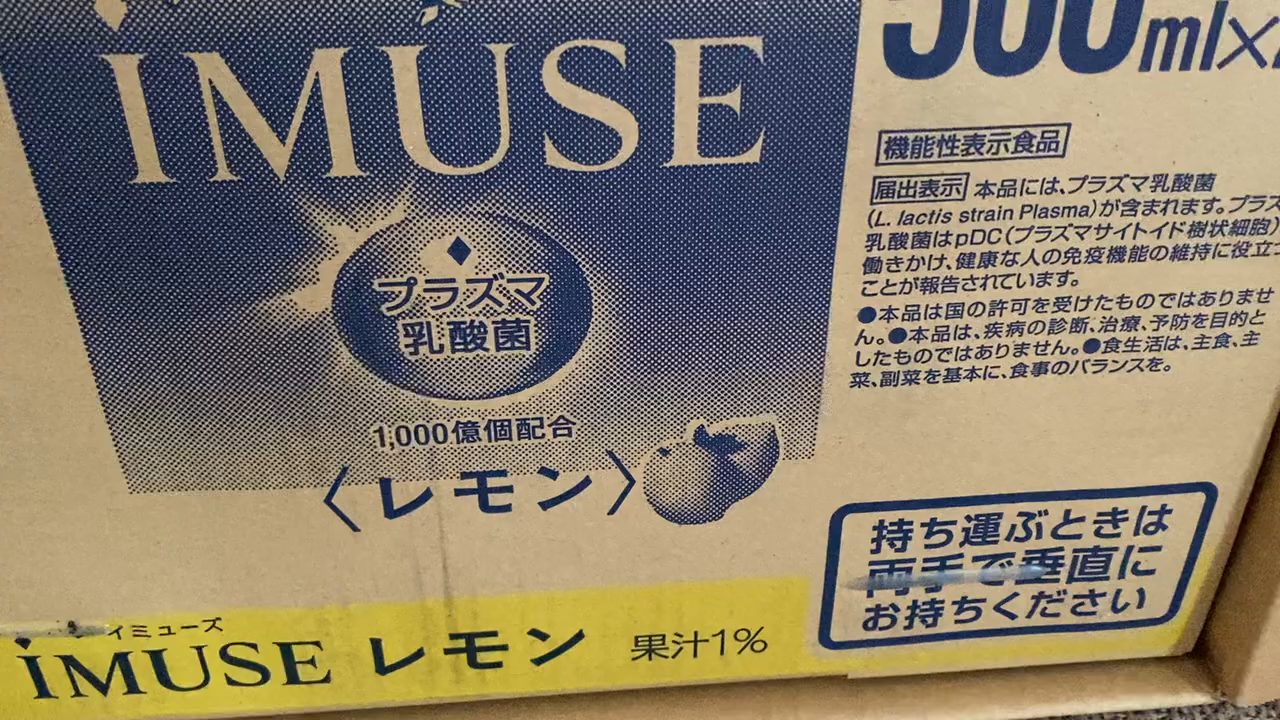 iMUSE
プラズマ
乳酸菌
1,000億個配合
〈レモン〉
イミューズ
iMUSE レモン 果汁1%
500ml×
機能性表示食品
届出表示 本品には、プラズマ乳酸菌
(L. lactis strain Plasma)が含まれます。プラズ
乳酸菌はpDC(プラズマサイトイド樹状細胞)
働きかけ、健康な人の免疫機能の維持に役立
ことが報告されています。
●本品は国の許可を受けたものではありませ
ん。●本品は、疾病の診断、治療、予防を目的と
したものではありません。●食生活は、主食、主
菜、副菜を基本に、食事のバランスを。
持ち運ぶときは
両手で垂直に
お持ちください